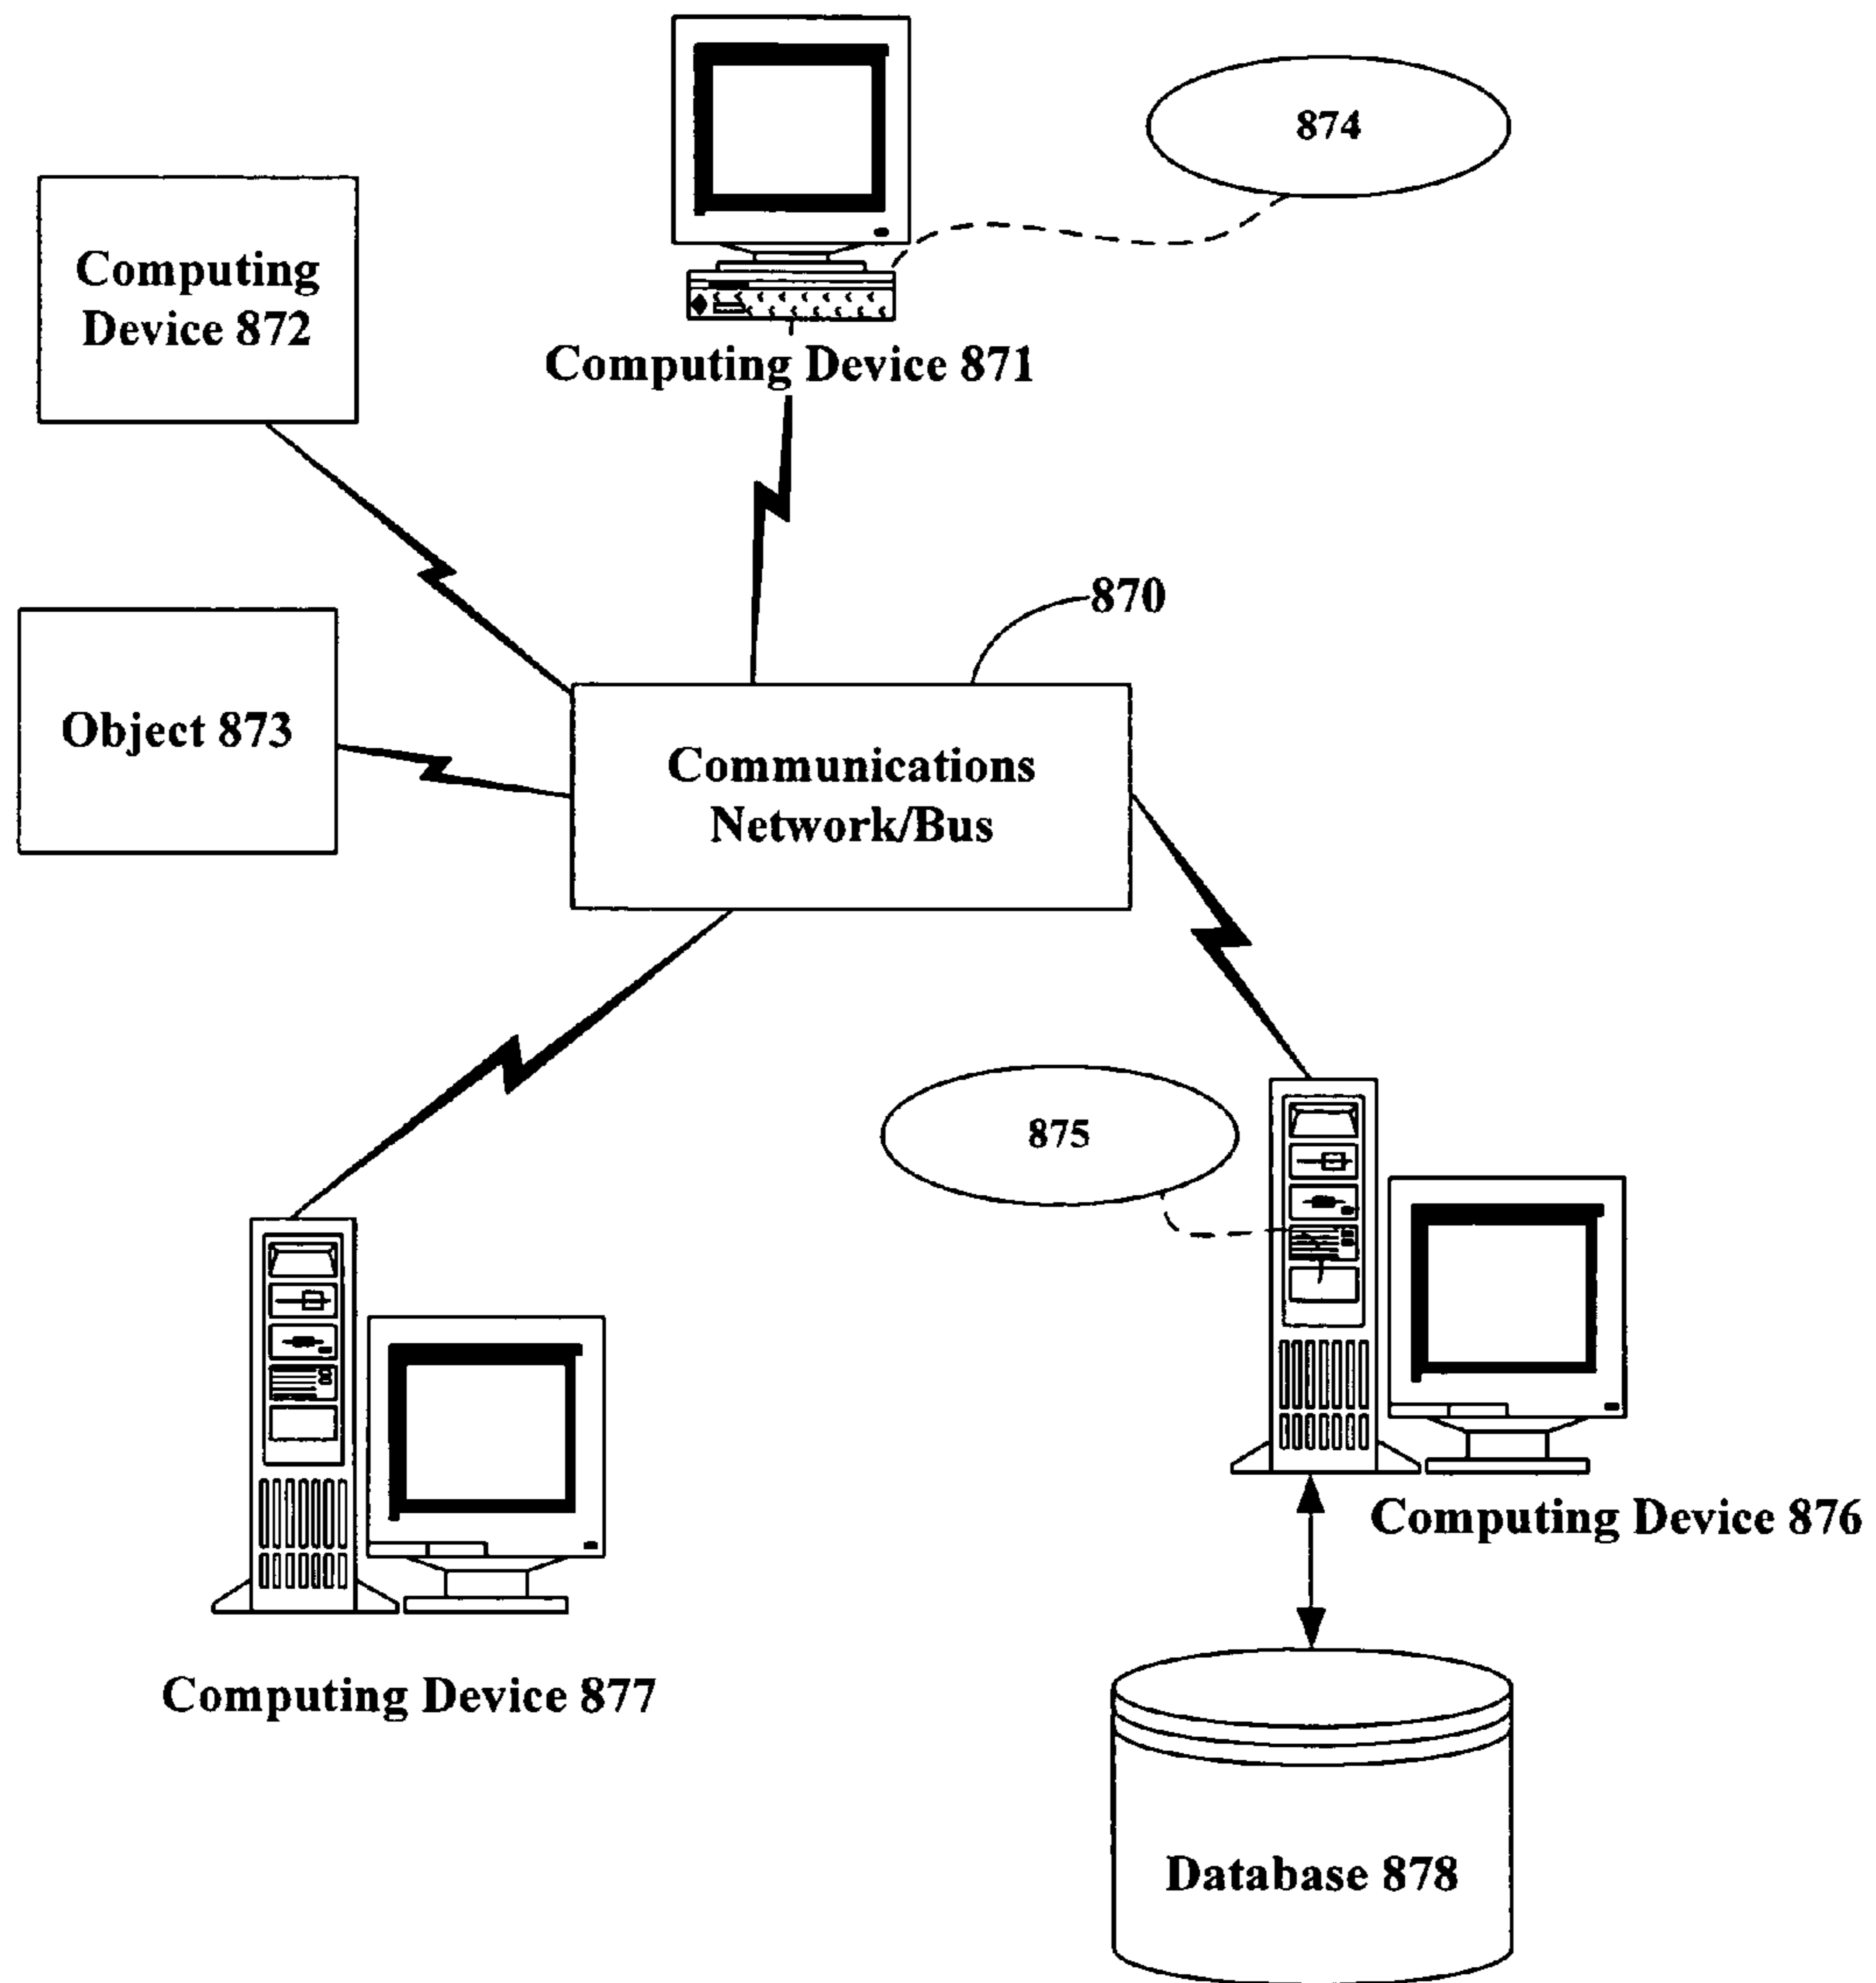 874
Computing
Device 872
Computing Device 871
870
Object 873
Communications
Network/Bus
875
Computing Device 876
Computing Device 877
Database 878